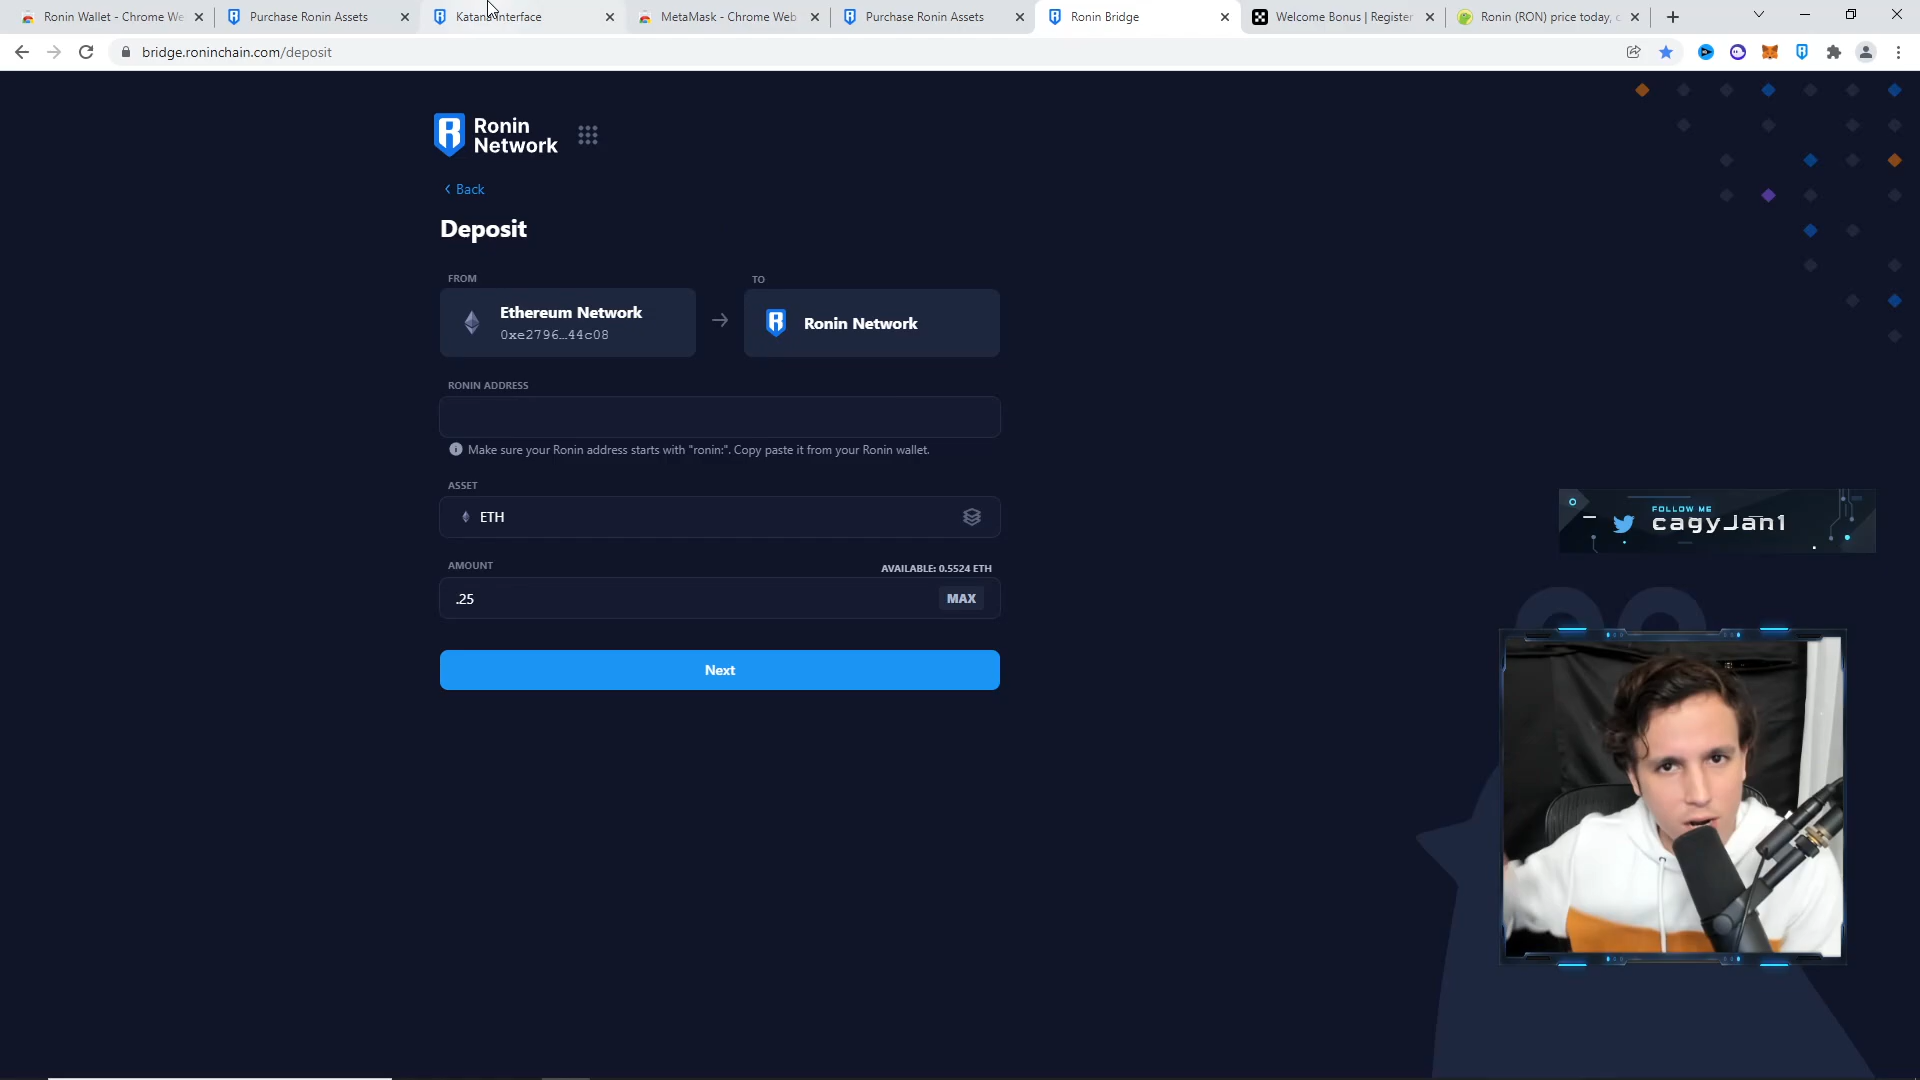 Ronin Wallet - Chrome We
Purchase Ronin Assets
Katana Interface
MetaMask - Chrome Web
Purchase Ronin Assets
Ronin Bridge
Welcome Bonus | Register
Ronin (RON) price today, c
bridge.roninchain.com/deposit
Ronin
Network
Back
Deposit
FROM
TO
Ethereum Network
0xe2796…44c08
Ronin Network
RONIN ADDRESS
Make sure your Ronin address starts with "ronin:". Copy paste it from your Ronin wallet.
ASSET
ETH
AMOUNT
AVAILABLE: 0.5524 ETH
.25
MAX
Next
FOLLOW ME
cagyJan1